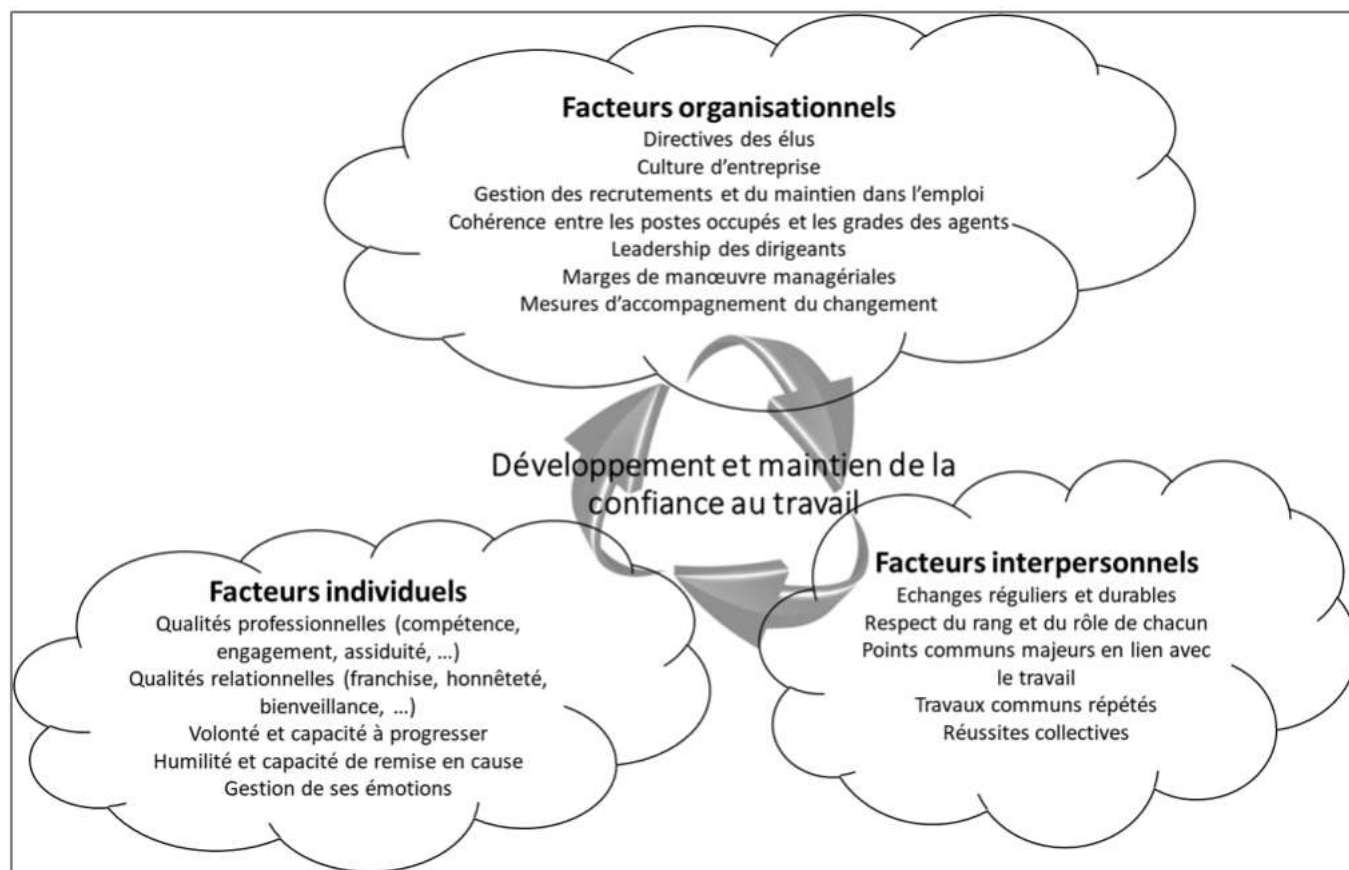 Facteurs organisationnels
Directives des élus
Culture d'entreprise
Gestion des recrutements et du maintien dans l'emploi
Cohérence entre les postes occupés et les grades des agents
Leadership des dirigeants
Marges de manœuvre managériales
Mesures d'accompagnement du changement
Développement et maintien de la
confiance au travail
Facteurs individuels
Qualités professionnelles (compétence,
engagement, assiduité, ...)
Qualités relationnelles (franchise, honnêteté,
bienveillance, ...)
Volonté et capacité à progresser
Humilité et capacité de remise en cause
Gestion de ses émotions
Facteurs interpersonnels
Echanges réguliers et durables
Respect du rang et du rôle de chacun
Points communs majeurs en lien avec
le travail
Travaux communs répétés
Réussites collectives